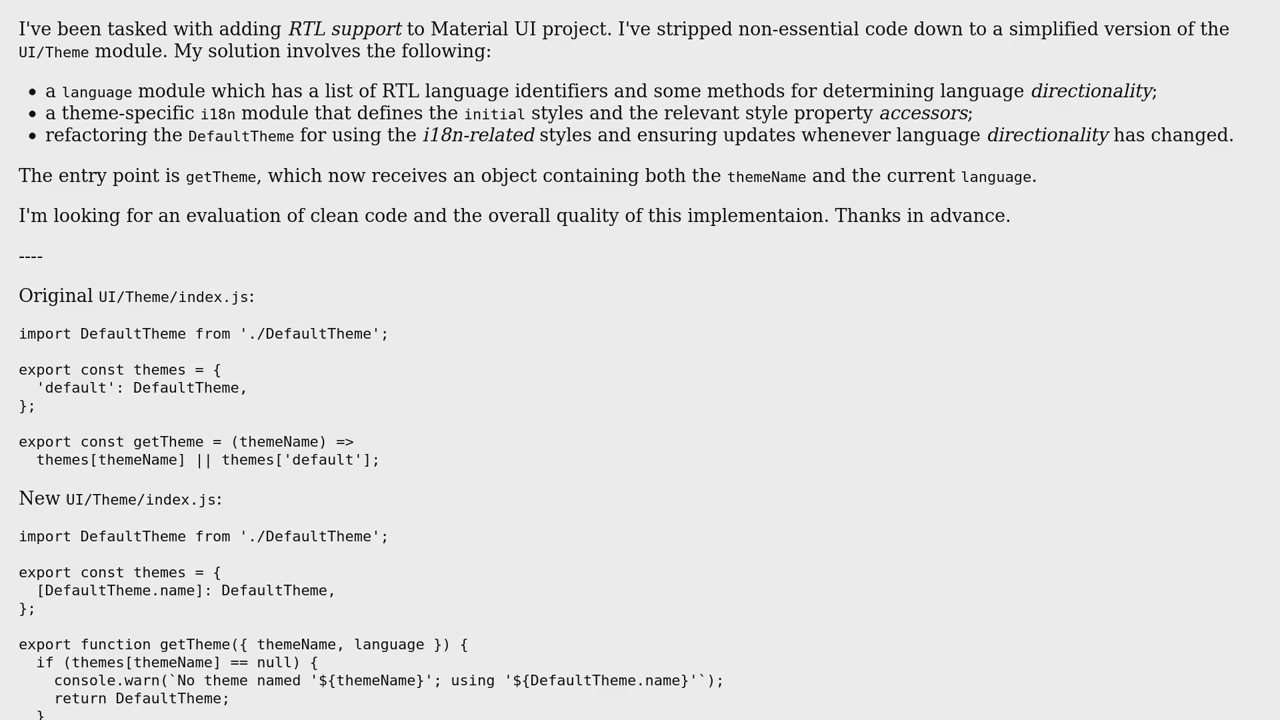 I've been tasked with adding RTL support to Material UI project. I've stripped non-essential code down to a simplified version of the
UI/Theme module. My solution involves the following:
• a language module which has a list of RTL language identifiers and some methods for determining language directionality;
• a theme-specific i18n module that defines the initial styles and the relevant style property accessors;
• refactoring the DefaultTheme for using the i18n-related styles and ensuring updates whenever language directionality has changed.
The entry point is getTheme, which now receives an object containing both the themeName and the current language.
I'm looking for an evaluation of clean code and the overall quality of this implementaion. Thanks in advance.
----
Original UI/Theme/index.js:
import DefaultTheme from './DefaultTheme';
export const themes = {
  'default': DefaultTheme,
};
export const getTheme = (themeName) =>
  themes[themeName] || themes['default'];
New UI/Theme/index.js:
import DefaultTheme from './DefaultTheme';
export const themes = {
  [DefaultTheme.name]: DefaultTheme,
};
export function getTheme({ themeName, language }) {
  if (themes[themeName] == null) {
    console.warn(`No theme named '${themeName}'; using '${DefaultTheme.name}'`);
    return DefaultTheme;
  }